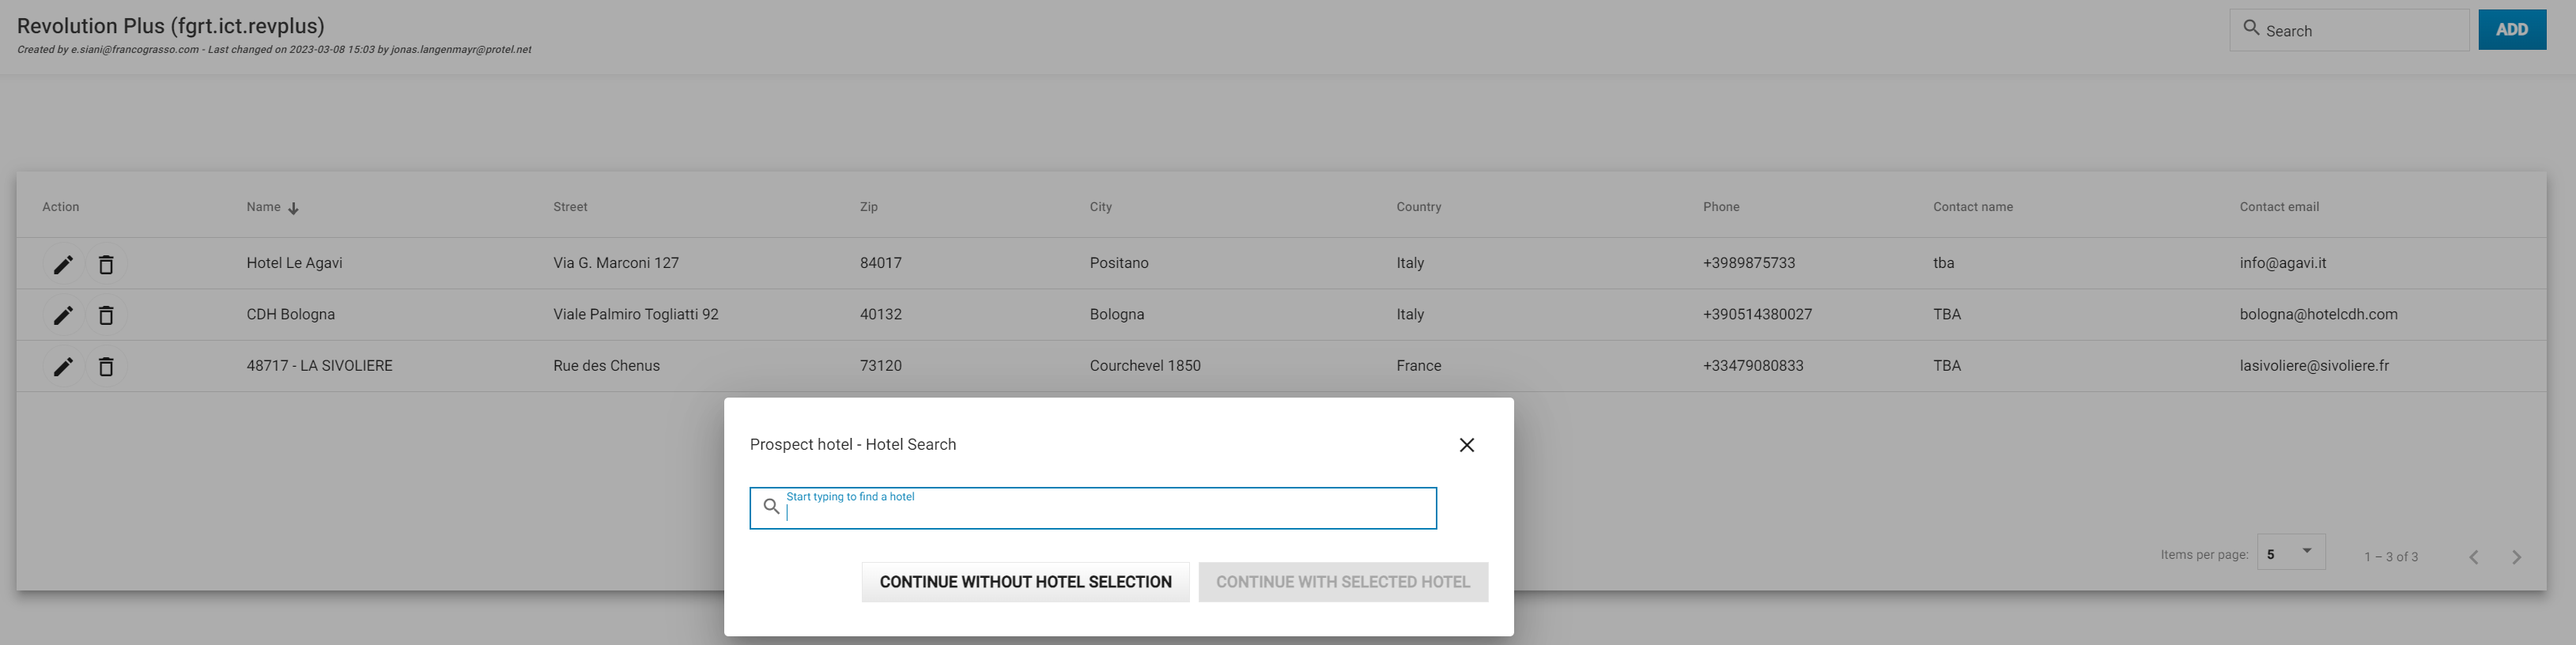 Revolution Plus (fgrt.ict.revplus)
Created by e.siani@francograsso.com - Last changed on 2023-03-08 15:03 by jonas.langenmayr@protel.net
Search
ADD
Action Name Street Zip City Country Phone Contact name Contact email
Hotel Le Agavi Via G. Marconi 127 84017 Positano Italy +3989875733 tba info@agavi.it
CDH Bologna Viale Palmiro Togliatti 92 40132 Bologna Italy +390514380027 TBA bologna@hotelcdh.com
48717 - LA SIVOLIERE Rue des Chenus 73120 Courchevel 1850 France +33479080833 TBA lasivoliere@sivoliere.fr
Prospect hotel - Hotel Search
Start typing to find a hotel
CONTINUE WITHOUT HOTEL SELECTION CONTINUE WITH SELECTED HOTEL
Items per page: 5 1 – 3 of 3